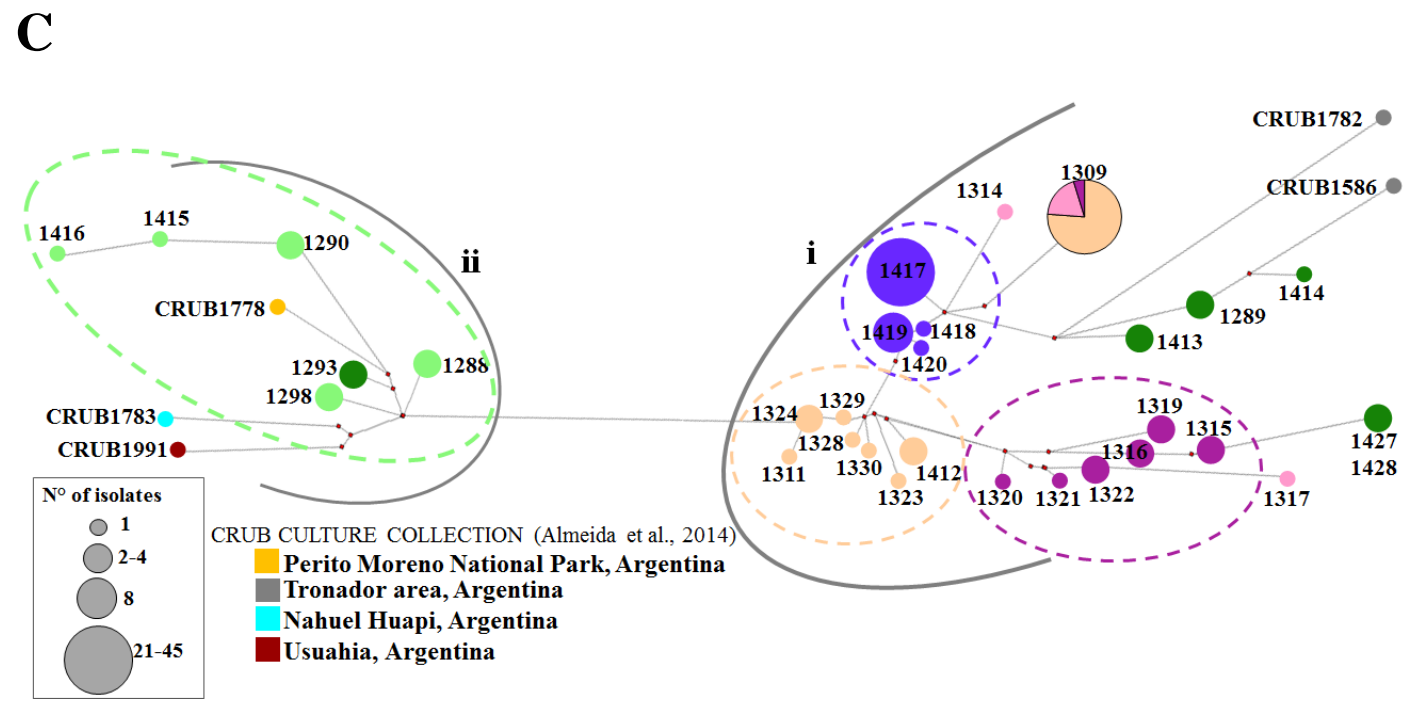 C
CRUB1782
1309
1314
CRUB1586
1416
1415
1290
ii
i
1417
1414
CRUB1778
1289
1419
1418
1413
1420
1293
1288
1298
CRUB1783
CRUB1991
1324
1329
1328
1311
1330
1412
1323
1319
1315
1316
1320
1321
1322
1317
1427
1428
N° of isolates
1
2-4
8
21-45
CRUB CULTURE COLLECTION (Almeida et al., 2014)
Perito Moreno National Park, Argentina
Tronador area, Argentina
Nahuel Huapi, Argentina
Usuahia, Argentina